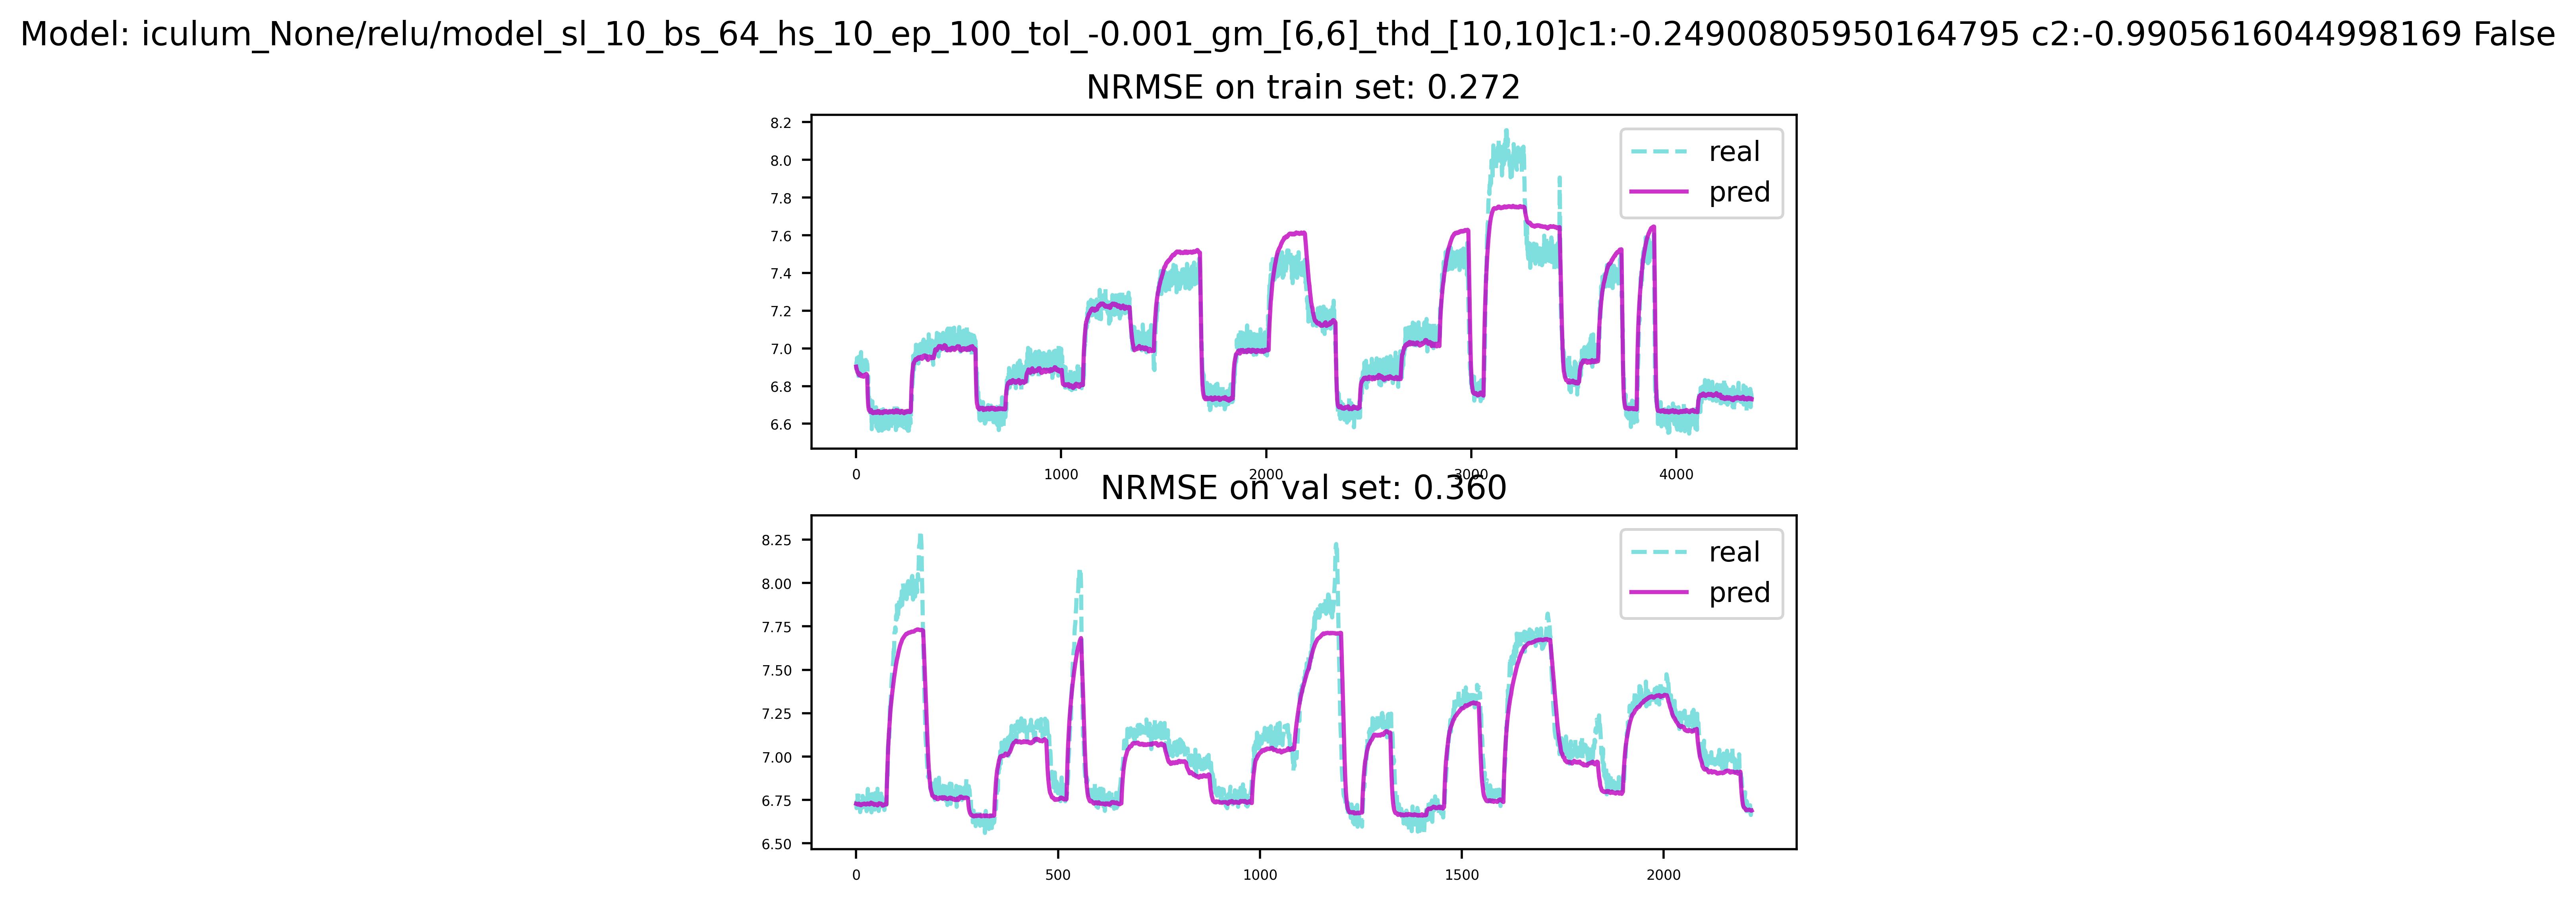 Model: iculum_None/relu/model_sl_10_bs_64_hs_10_ep_100_tol_-0.001_gm_[6,6]_thd_[10,10]c1:-0.24900805950164795 c2:-0.9905616044998169 False
NRMSE on train set: 0.272
8.2
8.0
7.8
7.6
7.4
7.2
7.0
6.8
6.6
real
pred
0 1000 2000 3000 4000
NRMSE on val set: 0.360
8.25
8.00
7.75
7.50
7.25
7.00
6.75
6.50
real
pred
0 500 1000 1500 2000